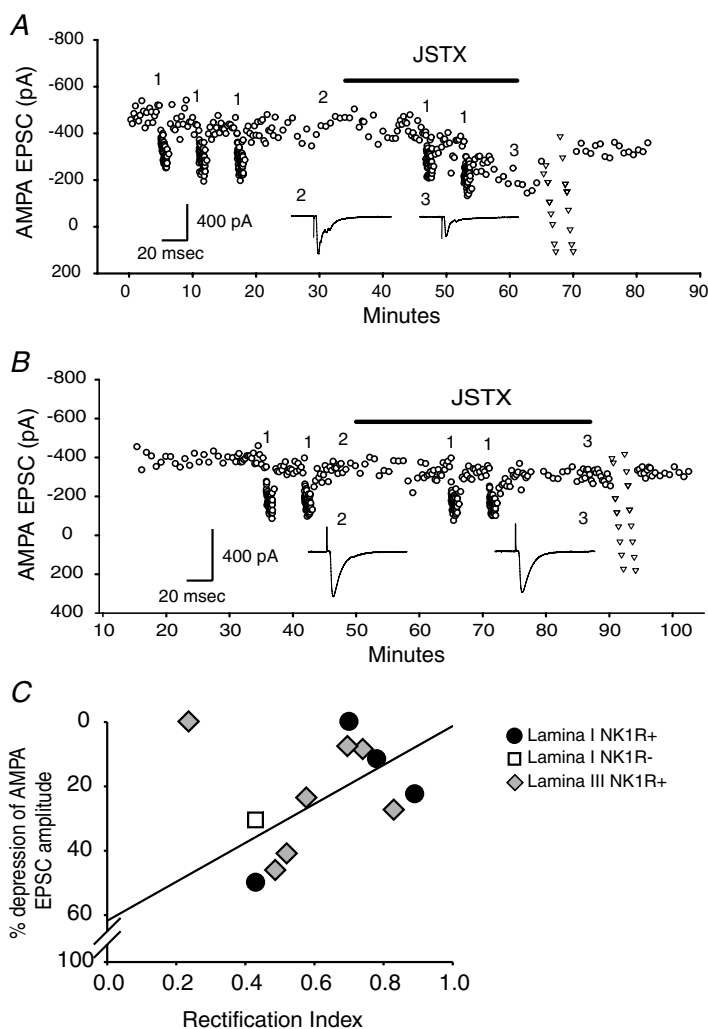 A
-800
-600
-400
-200
0
200
AMPA EPSC (pA)
JSTX
1
1
1
2
1
1
3
2
3
400 pA
20 msec
0 10 20 30 40 50 60 70 80 90
Minutes
B
-800
-600
-400
-200
0
200
400
AMPA EPSC (pA)
JSTX
1
1
2
1
1
3
2
3
400 pA
20 msec
10 20 30 40 50 60 70 80 90 100
Minutes
C
0
20
40
60
100
% depression of AMPA
EPSC amplitude
Lamina I NK1R+
Lamina I NK1R-
Lamina III NK1R+
0.0 0.2 0.4 0.6 0.8 1.0
Rectification Index